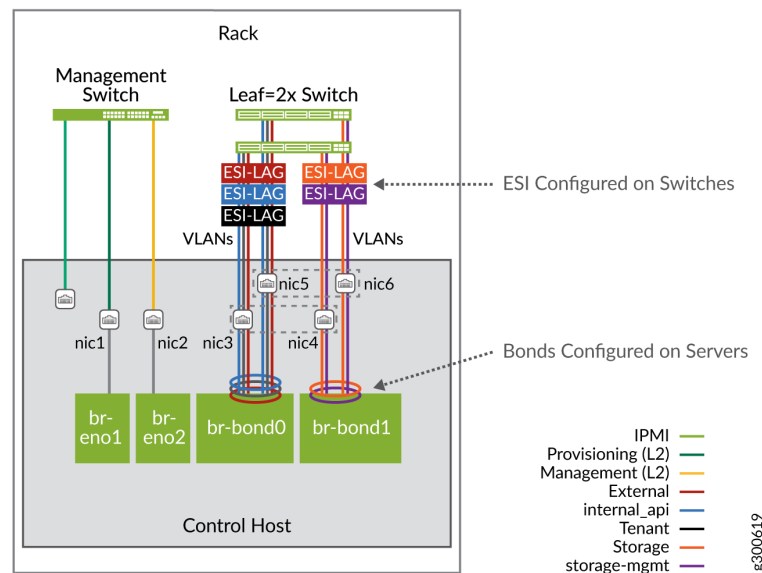 Rack
Management
Switch
Leaf=2x Switch
ESI-LAG
ESI-LAG
ESI-LAG
ESI-LAG
ESI-LAG
ESI Configured on Switches
VLANs
VLANs
nic5
nic6
nic1
nic2
nic3
nic4
Bonds Configured on Servers
br-
eno1
br-
eno2
br-bond0
br-bond1
Control Host
IPMI
Provisioning (L2)
Management (L2)
External
internal_api
Tenant
Storage
storage-mgmt
g300619